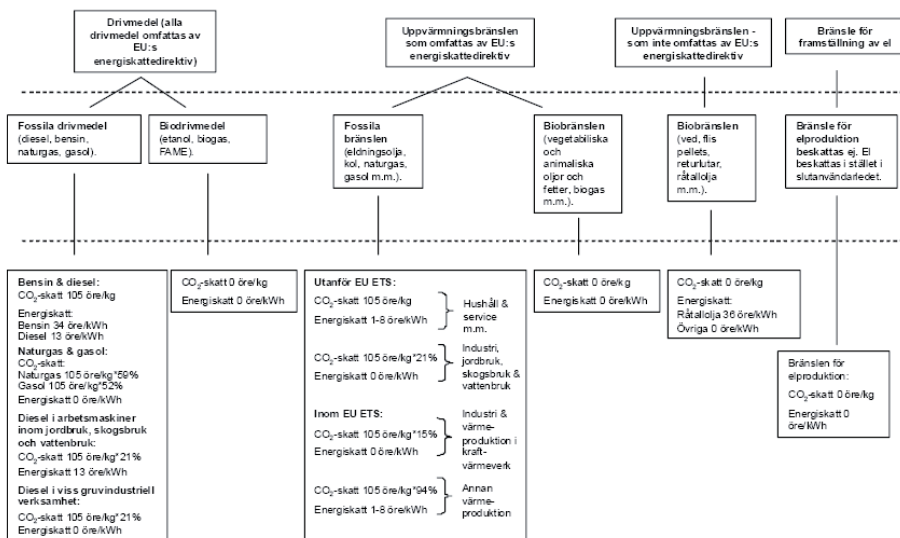 Drivmedel (alla
drivmedel omfattas av
EU:s
energiskattedirektiv)
Uppvärmningsbränslen
som omfattas av EU:s
energiskattedirektiv
Uppvärmningsbränslen -
som inte omfattas av EU:s
energiskattedirektiv
Bränsle för
framställning av el
Fossila drivmedel
(diesel, bensin,
naturgas, gasol).
Biodrivmedel
(etanol, biogas,
FAME).
Fossila
bränslen
(eldningsolja,
kol, naturgas,
gasol m.m.).
Biobränslen
(vegetabiliska
och
animaliska
oljor och
fetter, biogas
m.m.).
Biobränslen
(ved, flis
pellets,
returlutar,
råtallolja
m.m.).
Bränsle för
elproduktion
beskattas ej. El
beskattas i stället i
slutanvändarledet.
Bensin & diesel:
CO₂-skatt 105 öre/kg
Energiskatt:
Bensin 34 öre/kWh
Diesel 13 öre/kWh
Naturgas & gasol:
CO₂-skatt:
Naturgas 105 öre/kg*59%
Gasol 105 öre/kg*52%
Energiskatt 0 öre/kWh
Diesel i arbetsmaskiner
inom jordbruk, skogsbruk
och vattenbruk:
CO₂-skatt 105 öre/kg*21%
Energiskatt 13 öre/kWh
Diesel i viss gruvindustriell
verksamhet:
CO₂-skatt 105 öre/kg*21%
Energiskatt 0 öre/kWh
CO₂-skatt 0 öre/kg
Energiskatt 0 öre/kWh
Utanför EU ETS:
CO₂-skatt 105 öre/kg
Energiskatt 1-8 öre/kWh
Hushåll &
service
m.m.
CO₂-skatt 105 öre/kg*21%
Energiskatt 0 öre/kWh
Industri,
jordbruk,
skogsbruk &
vattenbruk
Inom EU ETS:
CO₂-skatt 105 öre/kg*15%
Energiskatt 0 öre/kWh
Industri &
värme-
produktion i
kraft-
värmeverk
CO₂-skatt 105 öre/kg*94%
Energiskatt 1-8 öre/kWh
Annan
värme-
produktion
CO₂-skatt 0 öre/kg
Energiskatt 0 öre/kWh
CO₂-skatt 0 öre/kg
Energiskatt:
Råtallolja 36 öre/kWh
Övriga 0 öre/kWh
Bränslen för
elproduktion:
CO₂-skatt 0 öre/kg
Energiskatt 0
öre/kWh